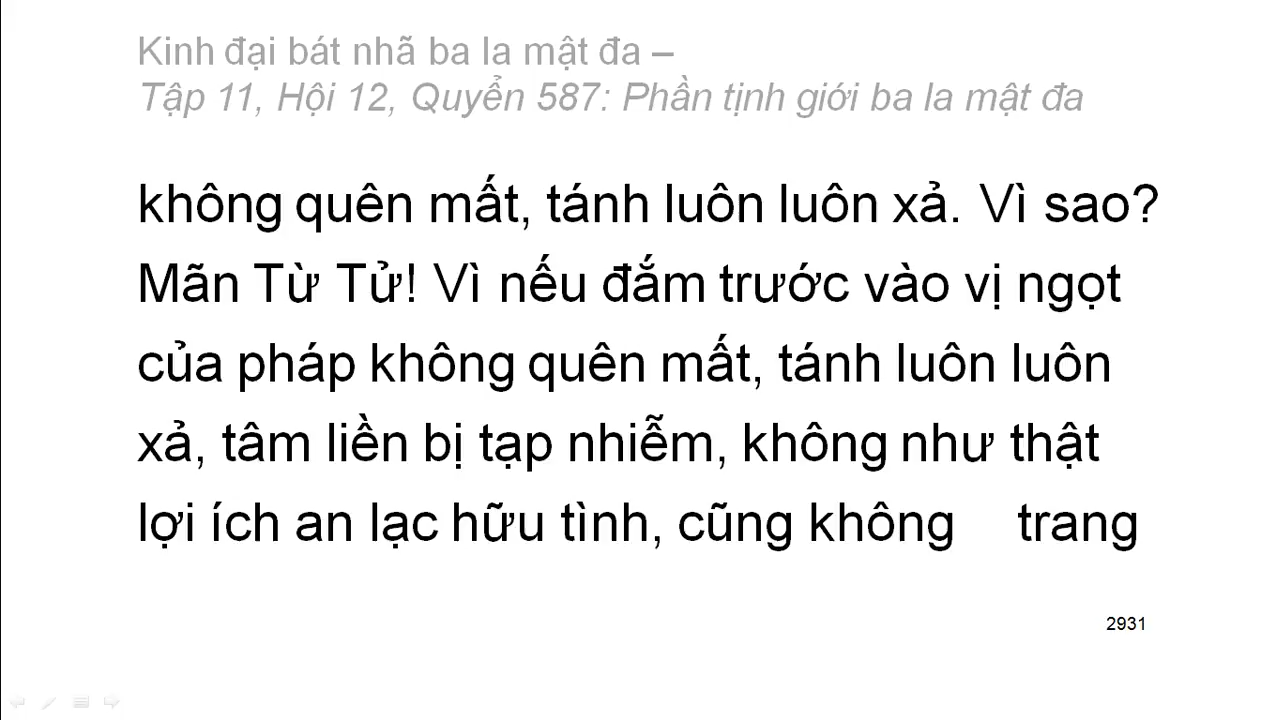 Kinh đại bát nhã ba la mật đa –
Tập 11, Hội 12, Quyển 587: Phần tịnh giới ba la mật đa
không quên mất, tánh luôn luôn xả. Vì sao?
Mãn Từ Tử! Vì nếu đắm trước vào vị ngọt
của pháp không quên mất, tánh luôn luôn
xả, tâm liền bị tạp nhiễm, không như thật
lợi ích an lạc hữu tình, cũng không trang
2931